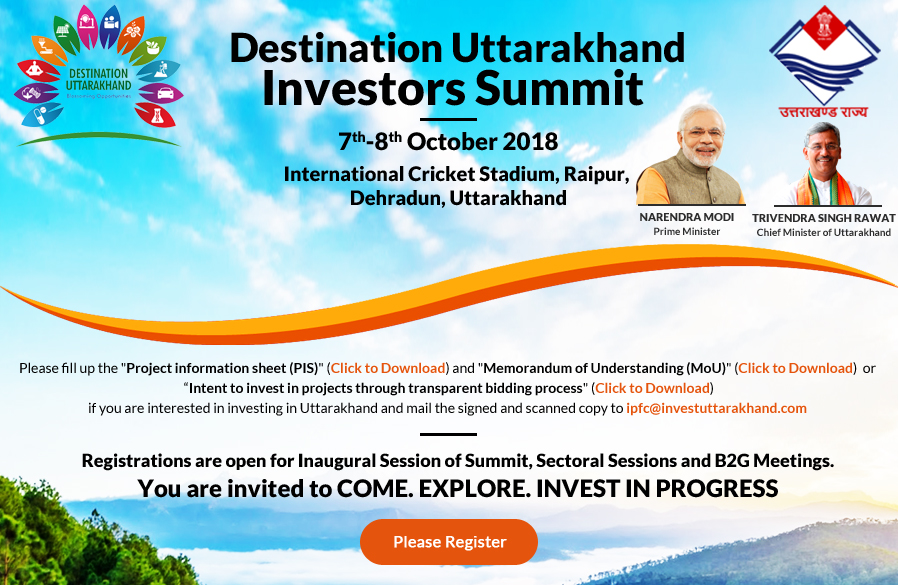 DESTINATION
UTTARAKHAND
Destination Uttarakhand
Investors Summit
7th-8th October 2018
International Cricket Stadium, Raipur,
Dehradun, Uttarakhand
उत्तराखण्ड राज्य
NARENDRA MODI
Prime Minister
TRIVENDRA SINGH RAWAT
Chief Minister of Uttarakhand
Please fill up the "Project information sheet (PIS)" (Click to Download) and "Memorandum of Understanding (MoU)" (Click to Download) or
“Intent to invest in projects through transparent bidding process" (Click to Download)
if you are interested in investing in Uttarakhand and mail the signed and scanned copy to ipfc@investuttarakhand.com
Registrations are open for Inaugural Session of Summit, Sectoral Sessions and B2G Meetings.
You are invited to COME. EXPLORE. INVEST IN PROGRESS
Please Register